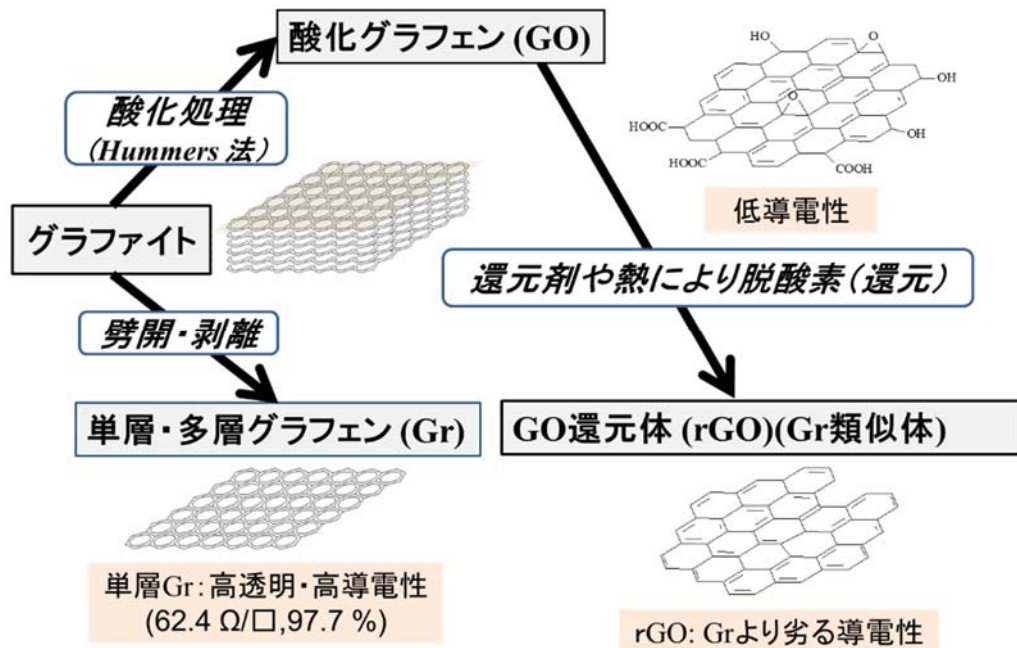 酸化グラフェン (GO)
酸化処理
(Hummers 法)
グラファイト
劈開・剥離
単層・多層グラフェン (Gr)
単層Gr：高透明・高導電性
(62.4 Ω/□,97.7 %)
HO
O
OH
O
HOOC
OH
HOOC
COOH
低導電性
還元剤や熱により脱酸素（還元）
GO還元体 (rGO)(Gr類似体)
rGO: Grより劣る導電性